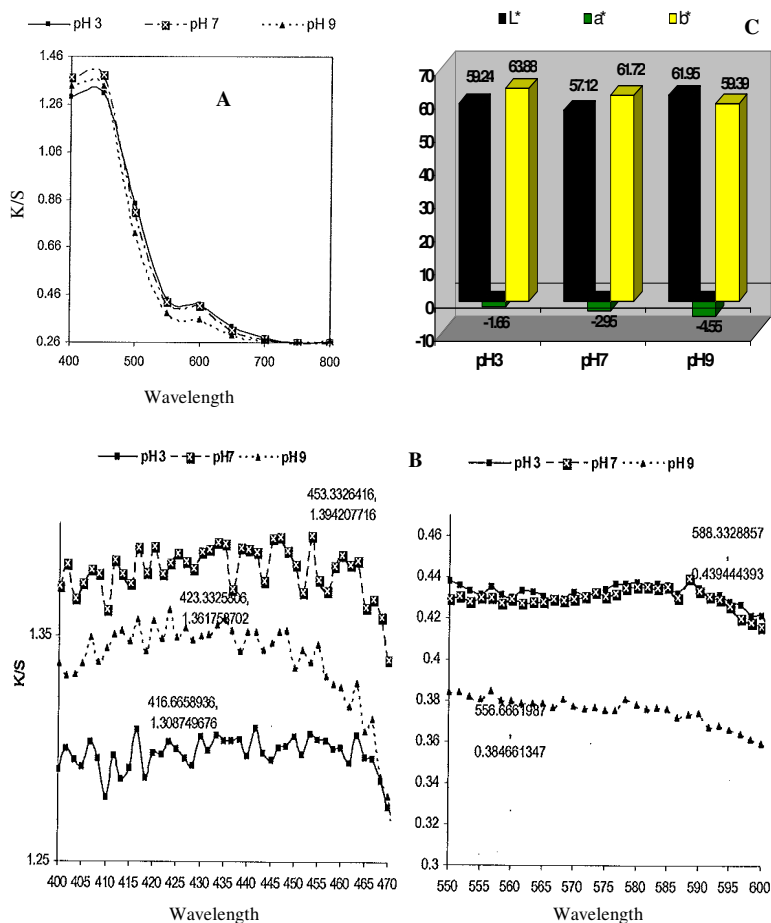 pH 3 pH 7 pH 9
A
K/S
1.46
1.26
1.06
0.86
0.66
0.46
0.26
400 500 600 700 800
Wavelength
L* a* b*
C
70
60
50
40
30
20
10
0
-10
59.24 63.88 57.12 61.72 61.95 59.39
-1.66 -2.95 -4.55
pH3 pH7 pH9
B
pH3 pH7 pH9
453.3326416,
1.394207716
423.3325806,
1.361758702
416.6658936,
1.308749676
K/S
1.35
1.25
400 405 410 415 420 425 430 435 440 445 450 455 460 465 470
Wavelength
pH 3 pH 7 pH 9
588.3328857
0.439444393
556.6661987
0.384661347
0.46
0.44
0.42
0.4
0.38
0.36
0.34
0.32
0.3
550 555 560 565 570 575 580 585 590 595 600
Wavelength